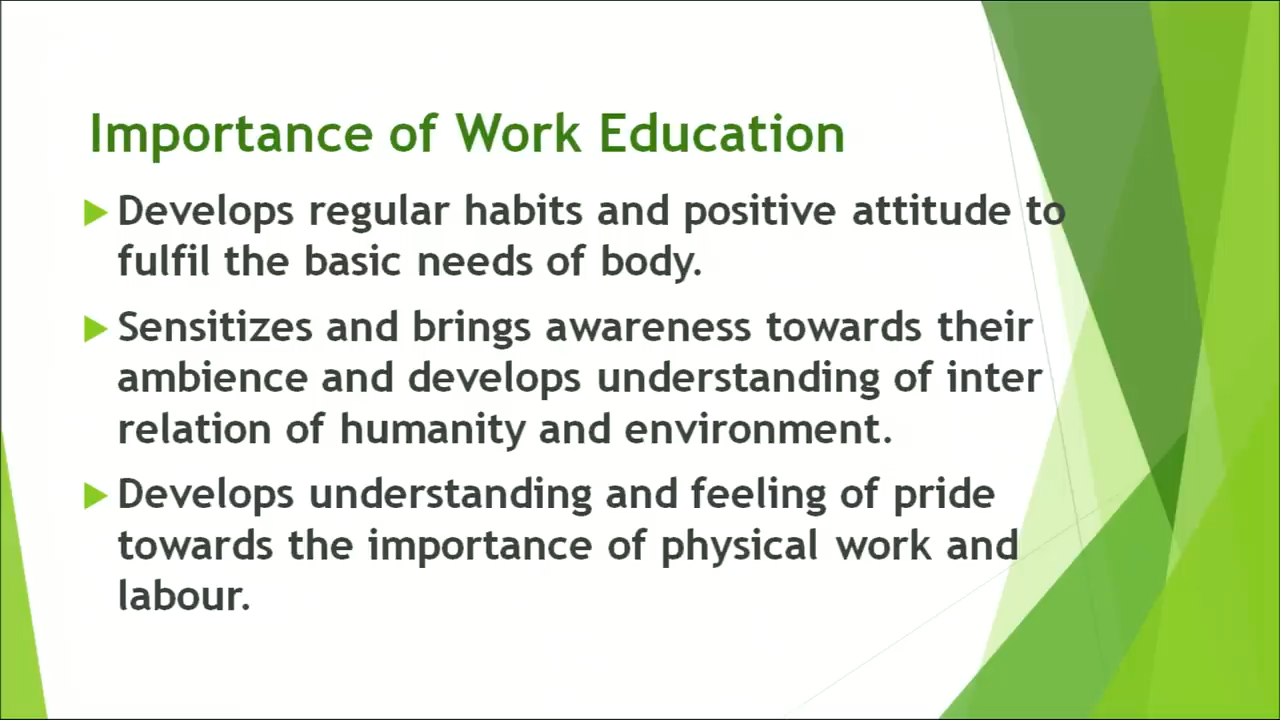 Importance of Work Education
Develops regular habits and positive attitude to
fulfil the basic needs of body.
Sensitizes and brings awareness towards their
ambience and develops understanding of inter
relation of humanity and environment.
Develops understanding and feeling of pride
towards the importance of physical work and
labour.